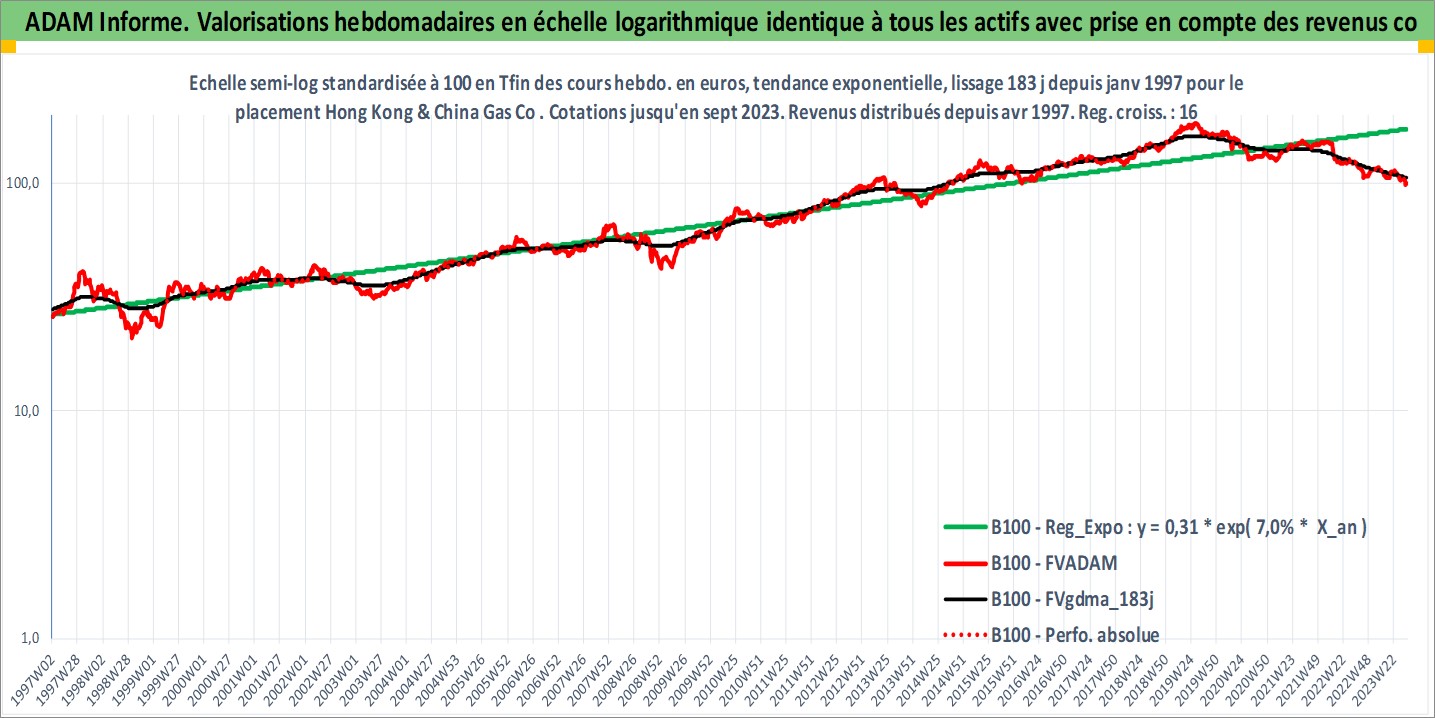 ADAM Informe. Valorisations hebdomadaires en échelle logarithmique identique à tous les actifs avec prise en compte des revenus co
Echelle semi-log standardisée à 100 en Tfin des cours hebdo. en euros, tendance exponentielle, lissage 183 j depuis janv 1997 pour le
placement Hong Kong & China Gas Co . Cotations jusqu'en sept 2023. Revenus distribués depuis avr 1997. Reg. croiss. : 16
100,0
10,0
1,0
B100 - Reg_Expo : y = 0,31 * exp( 7,0% * X_an )
B100 - FVADAM
B100 - FVgdma_183j
B100 - Perfo. absolue
1997W02
1997W28
1998W02
1998W28
1999W01
1999W27
2000W01
2000W27
2001W01
2001W27
2002W01
2002W27
2003W01
2003W27
2004W01
2004W27
2004W53
2005W26
2005W52
2006W26
2006W52
2007W26
2007W52
2008W26
2008W52
2009W26
2009W52
2010W25
2010W51
2011W25
2011W51
2012W25
2012W51
2013W25
2013W51
2014W25
2014W51
2015W25
2015W51
2016W24
2016W50
2017W24
2017W50
2018W24
2018W50
2019W24
2019W50
2020W24
2020W50
2021W23
2021W49
2022W22
2022W48
2023W22